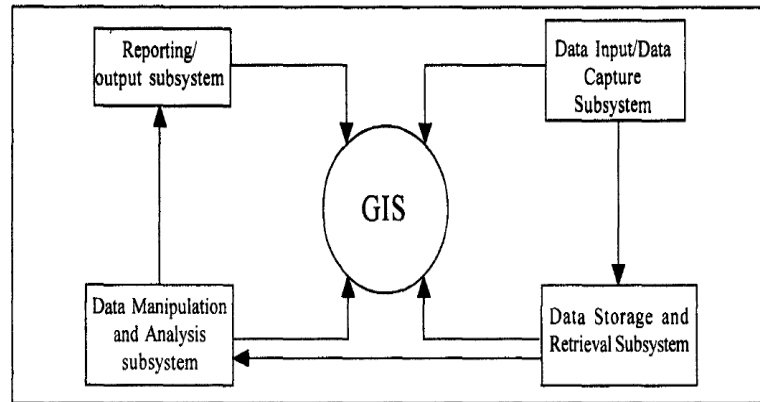 Reporting/
output subsystem
Data Input/Data
Capture
Subsystem
GIS
Data Manipulation
and Analysis
subsystem
Data Storage and
Retrieval Subsystem